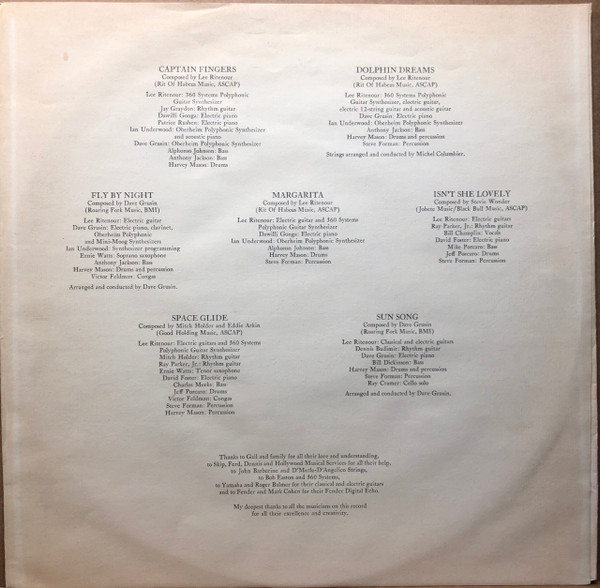 CAPTAIN FINGERS
Composed by Lee Ritenour
(Rit Of Habeas Music, ASCAP)
Lee Ritenour: 360 Systems Polyphonic
Guitar Synthesizer
Jay Graydon: Rhythm guitar
Dawilli Gonga: Electric piano
Patrice Rushen: Electric piano
Ian Underwood: Oberheim Polyphonic Synthesizer
and acoustic piano
Dave Grusin: Oberheim Polyphonic Synthesizer
Alphonso Johnson: Bass
Anthony Jackson: Bass
Harvey Mason: Drums
DOLPHIN DREAMS
Composed by Lee Ritenour
(Rit Of Habeas Music, ASCAP)
Lee Ritenour: 360 Systems Polyphonic
Guitar Synthesizer, electric guitar,
electric 12-string guitar and acoustic guitar
Dave Grusin: Electric piano
Ian Underwood: Oberheim Polyphonic Synthesizer
Anthony Jackson: Bass
Harvey Mason: Drums and percussion
Steve Forman: Percussion
Strings arranged and conducted by Michel Colombier.
FLY BY NIGHT
Composed by Dave Grusin
(Roaring Fork Music, BMI)
Lee Ritenour: Electric guitar
Dave Grusin: Electric piano, clarinet,
Oberheim Polyphonic
and Mini-Moog Synthesizers
Ian Underwood: Synthesizer programming
Ernie Watts: Soprano saxophone
Anthony Jackson: Bass
Harvey Mason: Drums and percussion
Victor Feldman: Congas
Arranged and conducted by Dave Grusin.
MARGARITA
Composed by Lee Ritenour
(Rit Of Habeas Music, ASCAP)
Lee Ritenour: Electric guitar and 360 Systems
Polyphonic Guitar Synthesizer
Dawilli Gonga: Electric piano
Ian Underwood: Oberheim Polyphonic Synthesizer
Alphonso Johnson: Bass
Harvey Mason: Drums
Steve Forman: Percussion
ISN'T SHE LOVELY
Composed by Stevie Wonder
(Jobete Music/Black Bull Music, ASCAP)
Lee Ritenour: Electric guitars
Ray Parker, Jr.: Rhythm guitar
Bill Champlin: Vocals
David Foster: Electric piano
Mike Porcaro: Bass
Jeff Porcaro: Drums
Steve Forman: Percussion
SPACE GLIDE
Composed by Mitch Holder and Eddie Arkin
(Good Holding Music, ASCAP)
Lee Ritenour: Electric guitars and 360 Systems
Polyphonic Guitar Synthesizer
Mitch Holder: Rhythm guitar
Ray Parker, Jr.: Rhythm guitar
Ernie Watts: Tenor saxophone
David Foster: Electric piano
Charles Meeks: Bass
Jeff Porcaro: Drums
Victor Feldman: Congas
Steve Forman: Percussion
Harvey Mason: Percussion
SUN SONG
Composed by Dave Grusin
(Roaring Fork Music, BMI)
Lee Ritenour: Classical and electric guitars
Dennis Budimir: Rhythm guitar
Dave Grusin: Electric piano
Bill Dickinson: Bass
Harvey Mason: Drums and percussion
Steve Forman: Percussion
Ray Cramer: Cello solo
Arranged and conducted by Dave Grusin.
Thanks to Gail and family for all their love and understanding,
to Skip, Ferd, Dennis and Hollywood Musical Services for all their help,
to John Barberine and D'Merle-D'Angelico Strings,
to Bob Easton and 360 Systems,
to Yamaha and Roger Balmer for their classical and electric guitars
and to Fender and Mark Cohen for their Fender Digital Echo.
My deepest thanks to all the musicians on this record
for all their excellence and creativity.